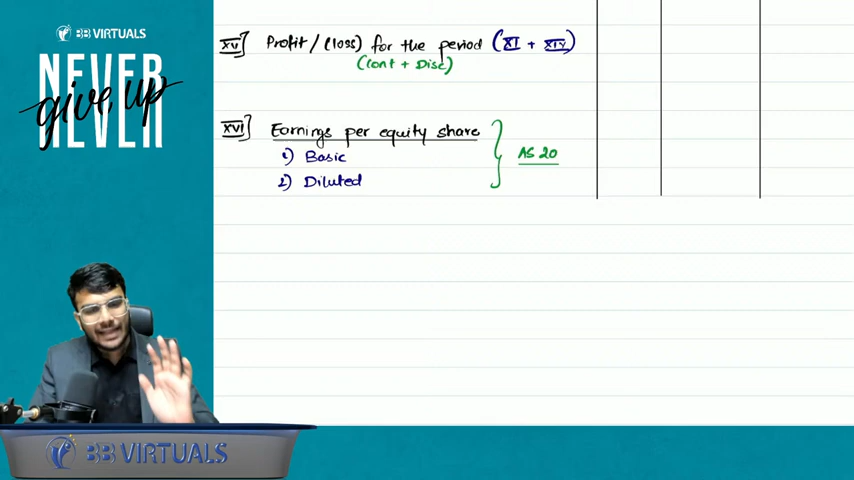 BB VIRTUALS
NEVER
give up
NEVER
XV] Profit / (loss) for the period (XI + XIV)
(Cont + Disc)
XVI] Earnings per equity share
1) Basic
2) Diluted
AS 20
BB VIRTUALS